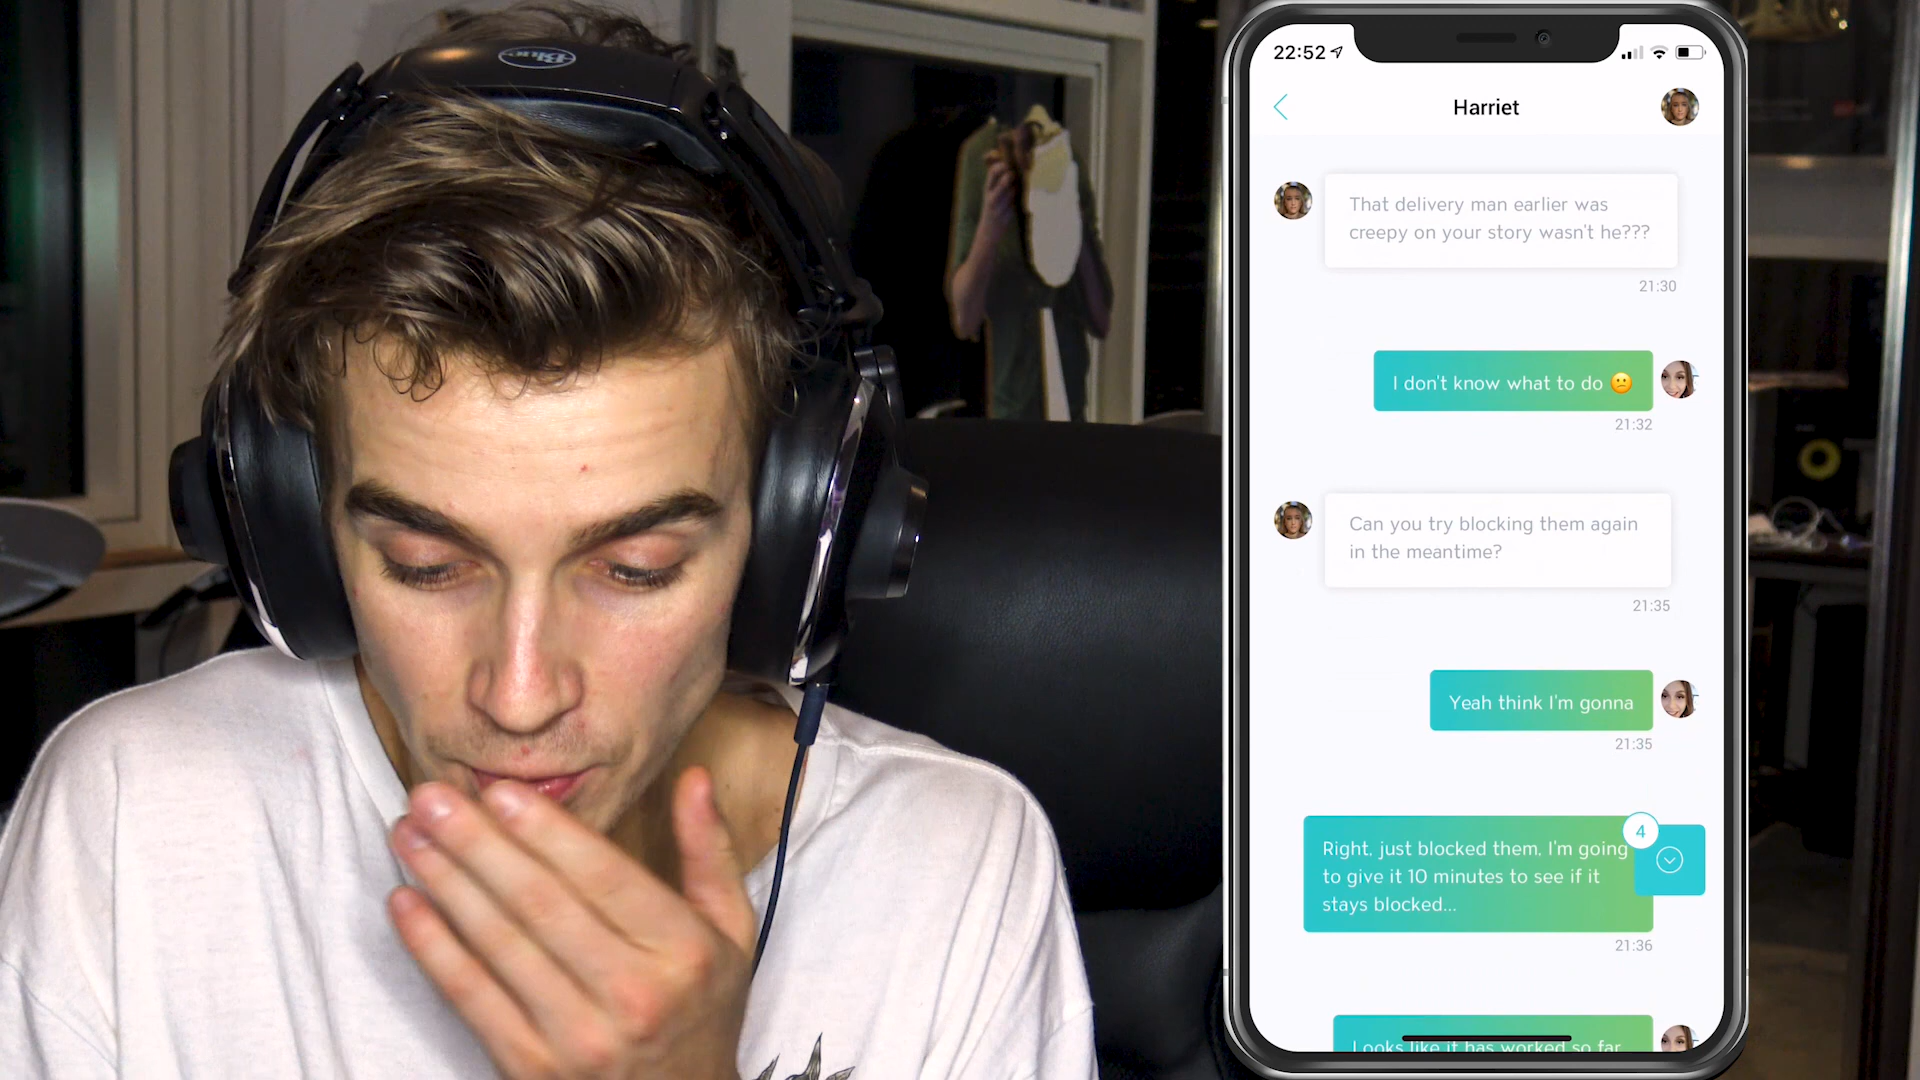 Blue
22:52
Harriet
That delivery man earlier was
creepy on your story wasn't he???
21:30
I don't know what to do 😕
21:32
Can you try blocking them again
in the meantime?
21:35
Yeah think I'm gonna
21:35
4
Right, just blocked them, I'm going
to give it 10 minutes to see if it
stays blocked...
21:36
Looks like it has worked so far